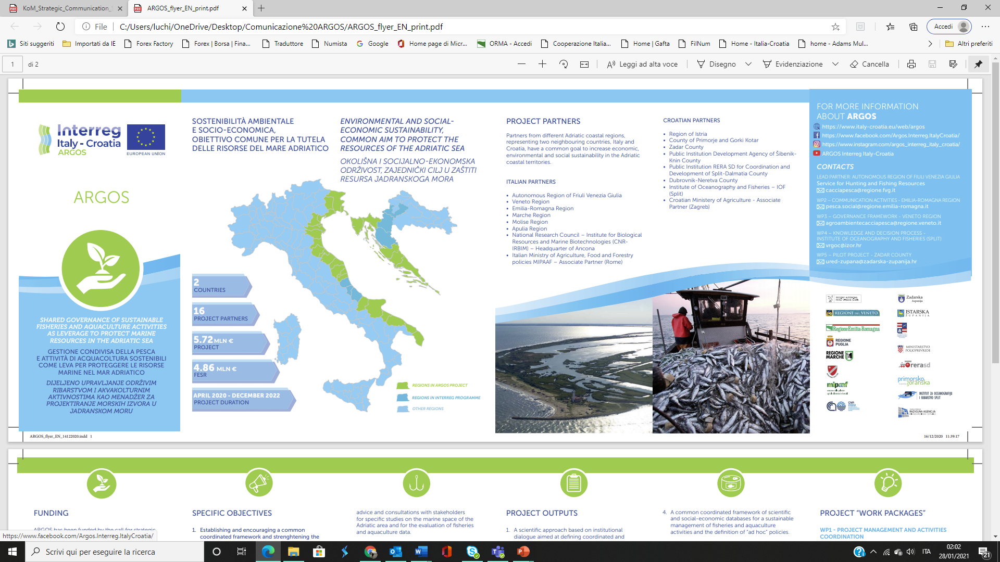 KoM_Strategic_Communication_
ARGOS_flyer_EN_print.pdf
File
C:/Users/luchi/OneDrive/Desktop/Comunicazione%20ARGOS/ARGOS_flyer_EN_print.pdf
Accedi
Siti suggeriti
Importati da IE
Forex Factory
Forex | Borsa | Fina...
Traduttore
Numista
Google
Home page di Micr...
ORMA - Accedi
Cooperazione Italia...
Home | Gafta
FilNum
Home - Italia-Croatia
home - Adams Mul...
Altri preferiti
1 di 2
Leggi ad alta voce
Disegno
Evidenziazione
Cancella
Interreg
Italy - Croatia
ARGOS
EUROPEAN UNION
ARGOS
SHARED GOVERNANCE OF SUSTAINABLE
FISHERIES AND AQUACULTURE ACTIVITIES
AS LEVERAGE TO PROTECT MARINE
RESOURCES IN THE ADRIATIC SEA
GESTIONE CONDIVISA DELLA PESCA
E ATTIVITÀ DI ACQUACOLTURA SOSTENIBILI
COME LEVA PER PROTEGGERE LE RISORSE
MARINE NEL MAR ADRIATICO
DIJELJENO UPRAVLJANJE ODRŽIVIM
RIBARSTVOM I AKVAKOLTURNIM
AKTIVNOSTIMA KAO MENADŽER ZA
PROJEKTIRANJE MORSKIH IZVORA U
JADRANSKOM MORU
SOSTENIBILITÀ AMBIENTALE
E SOCIO-ECONOMICA,
OBIETTIVO COMUNE PER LA TUTELA
DELLE RISORSE DEL MARE ADRIATICO
ENVIRONMENTAL AND SOCIAL-
ECONOMIC SUSTAINABILITY,
COMMON AIM TO PROTECT THE
RESOURCES OF THE ADRIATIC SEA
OKOLIŠNA I SOCIJALNO-EKONOMSKA
ODRŽIVOST, ZAJEDNIČKI CILJ U ZAŠTITI
RESURSA JADRANSKOGA MORA
2
COUNTRIES
16
PROJECT PARTNERS
5.72 MLN €
PROJECT
4.86 MLN €
FESR
APRIL 2020 - DECEMBER 2022
PROJECT DURATION
REGIONS IN ARGOS PROJECT
REGIONS IN INTERREG PROGRAMME
OTHER REGIONS
PROJECT PARTNERS
Partners from different Adriatic coastal regions,
representing two neighbouring countries, Italy and
Croatia, have a common goal to increase economic,
environmental and social sustainability in the Adriatic
coastal territories.
ITALIAN PARTNERS
• Autonomous Region of Friuli Venezia Giulia
• Veneto Region
• Emilia-Romagna Region
• Marche Region
• Molise Region
• Apulia Region
• National Research Council – Institute for Biological
Resources and Marine Biotechnologies (CNR-
IRBIM) – Headquarter of Ancona
• Italian Ministry of Agriculture, Food and Forestry
policies MIPAAF – Associate Partner (Rome)
CROATIAN PARTNERS
• Region of Istria
• County of Primorje and Gorki Kotar
• Zadar County
• Public Institution Development Agency of Šibenik-
Knin County
• Public Institution RERA SD for Coordination and
Development of Split-Dalmatia County
• Dubrovnik-Neretva County
• Institute of Oceanography and Fisheries – IOF
(Split)
• Croatian Ministery of Agriculture - Associate
Partner (Zagreb)
FOR MORE INFORMATION
ABOUT ARGOS
https://www.italy-croatia.eu/web/argos
https://www.facebook.com/Argos.Interreg.ItalyCroatia/
https://www.instagram.com/argos_interreg_italy_croatia/
ARGOS Interreg Italy-Croatia
CONTACTS
LEAD PARTNER: AUTONOMOUS REGION OF FIULI VENEZIA GIULIA
Service for Hunting and Fishing Resources
cacciapesca@regione.fvg.it
WP2 – COMMUNICATION ACTIVITIES - EMILIA-ROMAGNA REGION
pesca.social@regione.emilia-romagna.it
WP3 – GOVERNANCE FRAMEWORK - VENETO REGION
agroambientecacciapesca@regione.veneto.it
WP4 – KNOWLEDGE AND DECISION PROCESS -
INSTITUTE OF OCEANOGRAPHY AND FISHERIES (SPLIT)
vrgoc@izor.hr
WP5 – PILOT PROJECT - ZADAR COUNTY
ured-zupana@zadarska-zupanija.hr
REGIONE AUTONOMA
FRIULI VENEZIA GIULIA
REGIONE DEL VENETO
RegioneEmilia-Romagna
REGIONE
PUGLIA
REGIONE
MARCHE
mipaaf
CNR
IRBIM
Zadarska
županija
ISTARSKA
ŽUPANIJA
MINISTARSTVO
POLJOPRIVREDE
rerasd
primorsko
goranska
INSTITUT ZA OCEANOGRAFIJU
I RIBARSTVO SPLIT
RAZVOJNA AGENCIJA
ARGOS_flyer_EN_14122020.indd 1
16/12/2020 11:39:17
FUNDING
ARGOS has been funded by the call for strategic
SPECIFIC OBJECTIVES
1. Establishing and encouraging a common
coordinated framework and strenghtening the
advice and consultations with stakeholders
for specific studies on the marine space of the
Adriatic area and for the evaluation of fisheries
and aquaculture data.
PROJECT OUTPUTS
1. A scientific approach based on institutional
dialogue aimed at defining coordinated and
4. A common coordinated framework of scientific
and social-economic databases for a sustainable
management of fisheries and aquaculture
activities and the definition of "ad hoc" policies.
PROJECT “WORK PACKAGES”
WP1 - PROJECT MANAGEMENT AND ACTIVITIES
COORDINATION
https://www.facebook.com/Argos.Interreg.ItalyCroatia/
Scrivi qui per eseguire la ricerca
ITA
02:02
28/01/2021
21